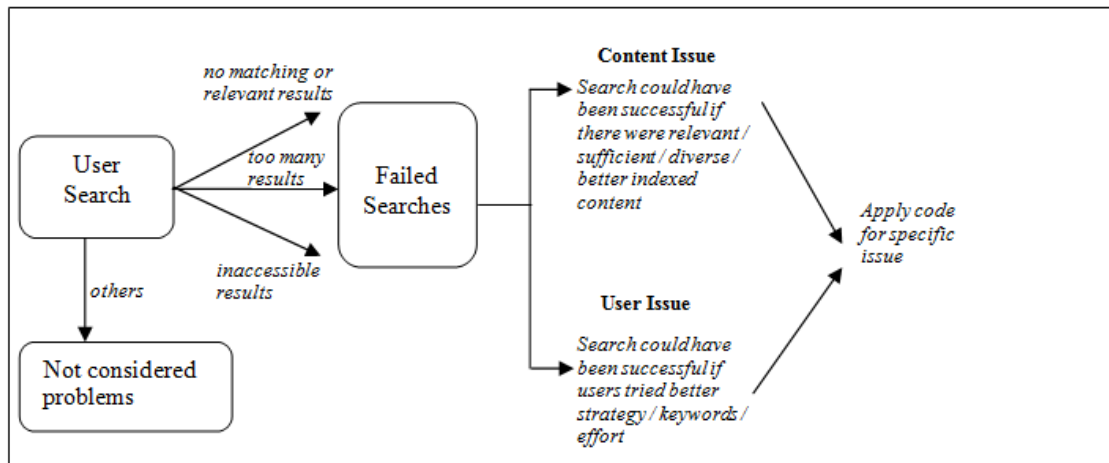 no matching or
relevant results
User
Search
too many
results
inaccessible
results
others
Not considered
problems
Failed
Searches
Content Issue
Search could have
been successful if
there were relevant /
sufficient / diverse /
better indexed
content
User Issue
Search could have
been successful if
users tried better
strategy / keywords /
effort
Apply code
for specific
issue